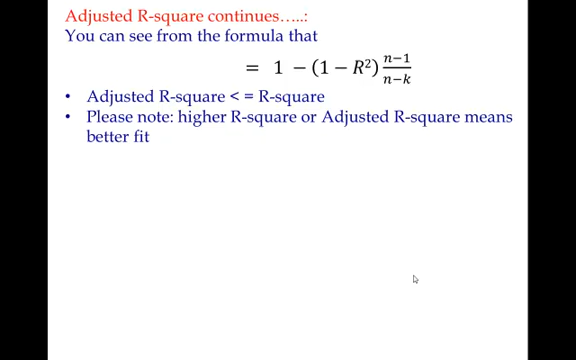 Adjusted R-square continues…..:
You can see from the formula that
= 1 − (1 − R²) n−1 / n−k
• Adjusted R-square < = R-square
• Please note: higher R-square or Adjusted R-square means
better fit